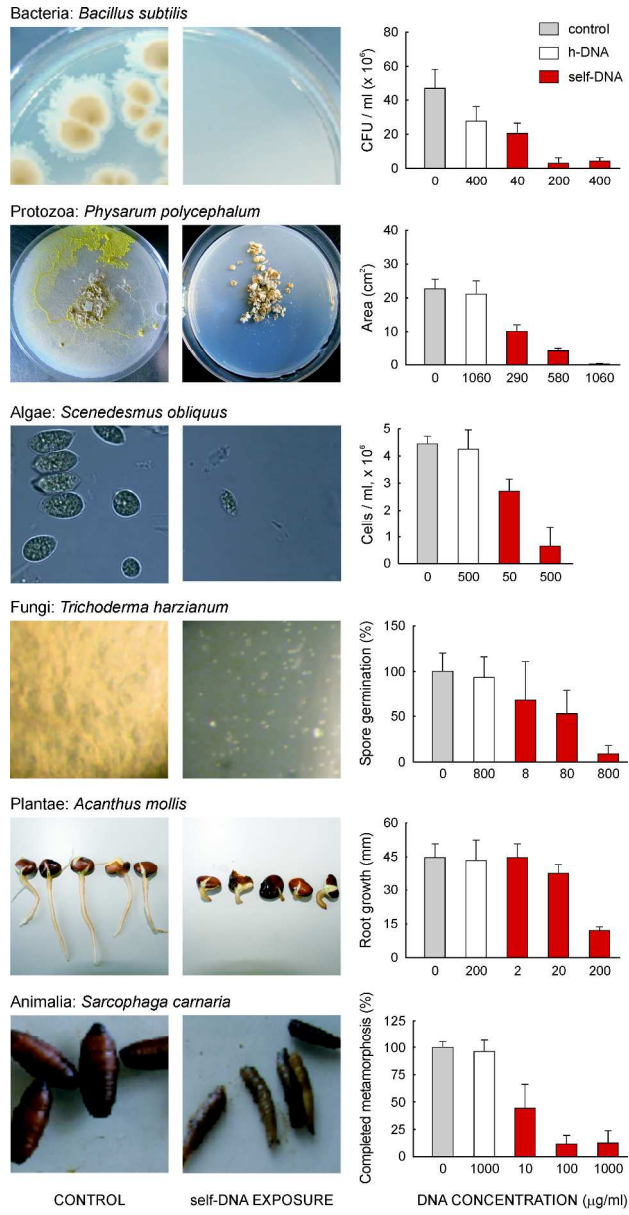 Bacteria: Bacillus subtilis
CFU / ml (x 10⁶)
60
40
20
0
control
h-DNA
self-DNA
0 400 40 200 400
Protozoa: Physarum polycephalum
Area (cm²)
40
30
20
10
0
0 1060 290 580 1060
Algae: Scenedesmus obliquus
Cells / ml, x 10⁶
5
4
3
2
1
0
0 500 50 500
Fungi: Trichoderma harzianum
Spore germination (%)
150
100
50
0
0 800 8 80 800
Plantae: Acanthus mollis
Root growth (mm)
60
45
30
15
0
0 200 2 20 200
Animalia: Sarcophaga carnaria
Completed metamorphosis (%)
125
100
75
50
25
0
0 1000 10 100 1000
CONTROL self-DNA EXPOSURE DNA CONCENTRATION (μg/ml)